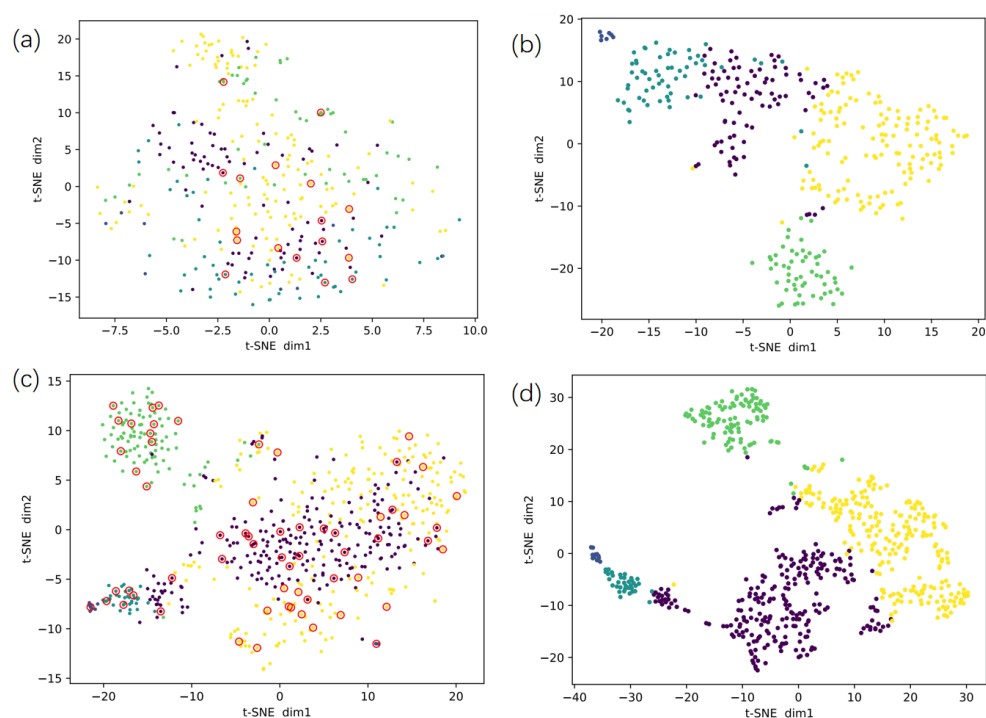 (a)
20
15
10
5
0
−5
−10
−15
t-SNE dim2
−7.5 −5.0 −2.5 0.0 2.5 5.0 7.5 10.0
t-SNE dim1
(b)
20
10
0
−10
−20
t-SNE dim2
−20 −15 −10 −5 0 5 10 15 20
t-SNE dim1
(c)
15
10
5
0
−5
−10
−15
t-SNE dim2
−20 −10 0 10 20
t-SNE dim1
(d)
30
20
10
0
−10
−20
t-SNE dim2
−40 −30 −20 −10 0 10 20 30
t-SNE dim1